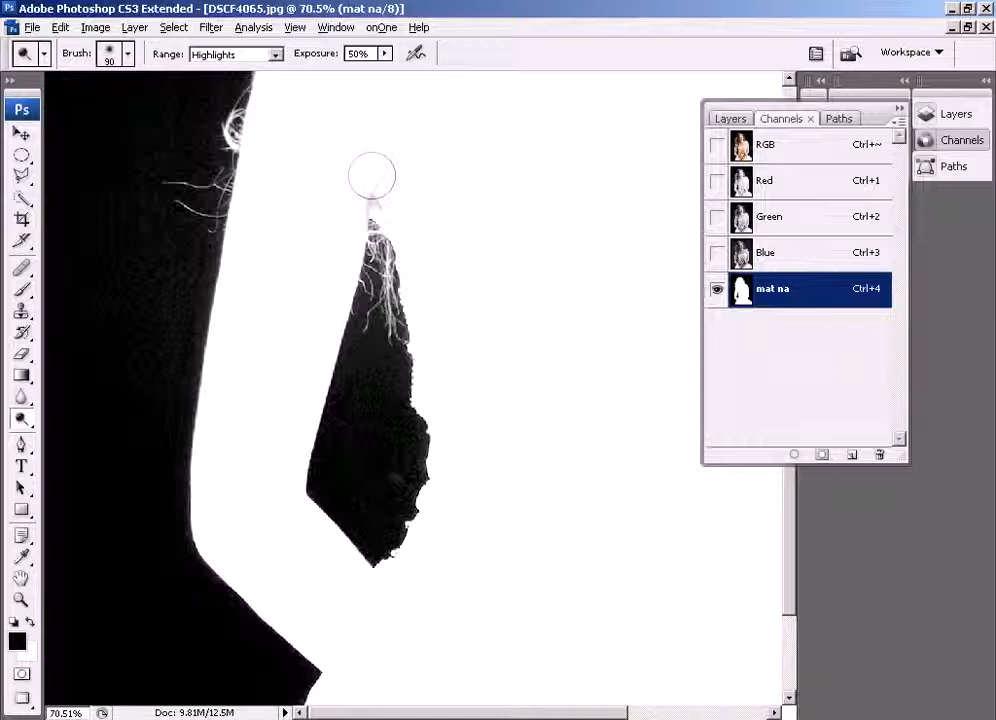 Adobe Photoshop CS3 Extended - [DSCF4065.jpg @ 70.5% (mat na/8)]
File Edit Image Layer Select Filter Analysis View Window onOne Help
Brush: 90 Range: Highlights Exposure: 50% Workspace
Ps
Layers Channels × Paths
RGB Ctrl+~
Red Ctrl+1
Green Ctrl+2
Blue Ctrl+3
mat na Ctrl+4
Layers
Channels
Paths
T
70.51% Doc: 9.81M/12.5M